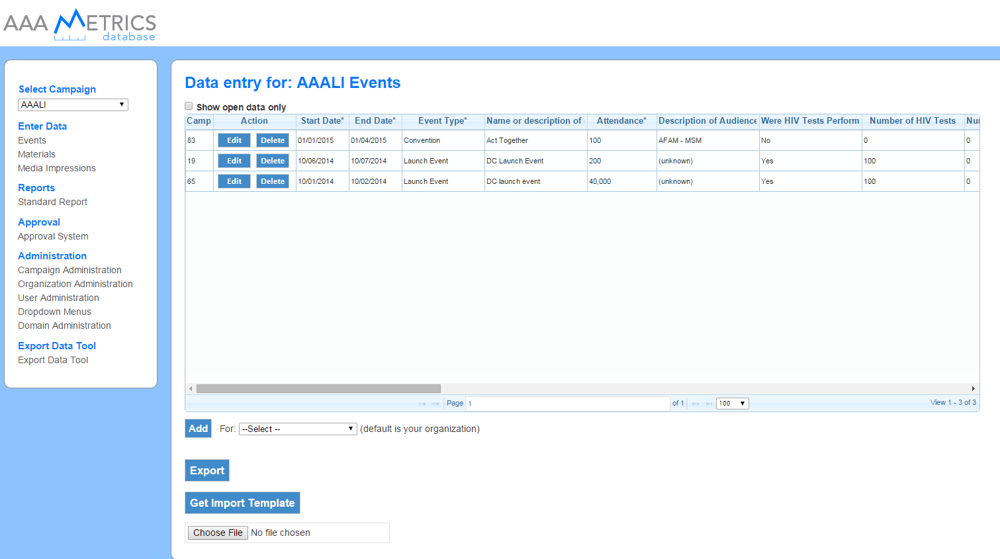 AAA METRICS
database
Select Campaign
AAALI
Enter Data
Events
Materials
Media Impressions
Reports
Standard Report
Approval
Approval System
Administration
Campaign Administration
Organization Administration
User Administration
Dropdown Menus
Domain Administration
Export Data Tool
Export Data Tool
Data entry for: AAALI Events
Show open data only
Camp Action Start Date* End Date* Event Type* Name or description of Attendance* Description of Audience Were HIV Tests Perform Number of HIV Tests Nu
83 Edit Delete 01/01/2015 01/04/2015 Convention Act Together 100 AFAM - MSM No 0 0
19 Edit Delete 10/06/2014 10/07/2014 Launch Event DC Launch Event 200 (unknown) Yes 100 0
65 Edit Delete 10/01/2014 10/02/2014 Launch Event DC launch event 40,000 (unknown) Yes 100 0
Page 1 of 1 100 View 1 - 3 of 3
Add For: --Select -- (default is your organization)
Export
Get Import Template
Choose File No file chosen